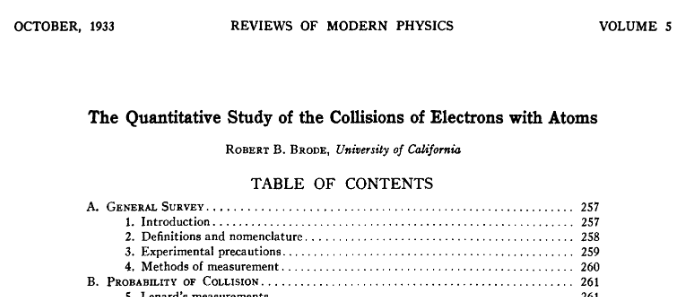 OCTOBER, 1933 REVIEWS OF MODERN PHYSICS VOLUME 5
The Quantitative Study of the Collisions of Electrons with Atoms
ROBERT B. BRODE, University of California
TABLE OF CONTENTS
A. GENERAL SURVEY........................................................ 257
1. Introduction........................................................ 257
2. Definitions and nomenclature........................................ 258
3. Experimental precautions............................................ 259
4. Methods of measurement.............................................. 260
B. PROBABILITY OF COLLISION............................................... 261
5. Lenard's measurements............................................... 261